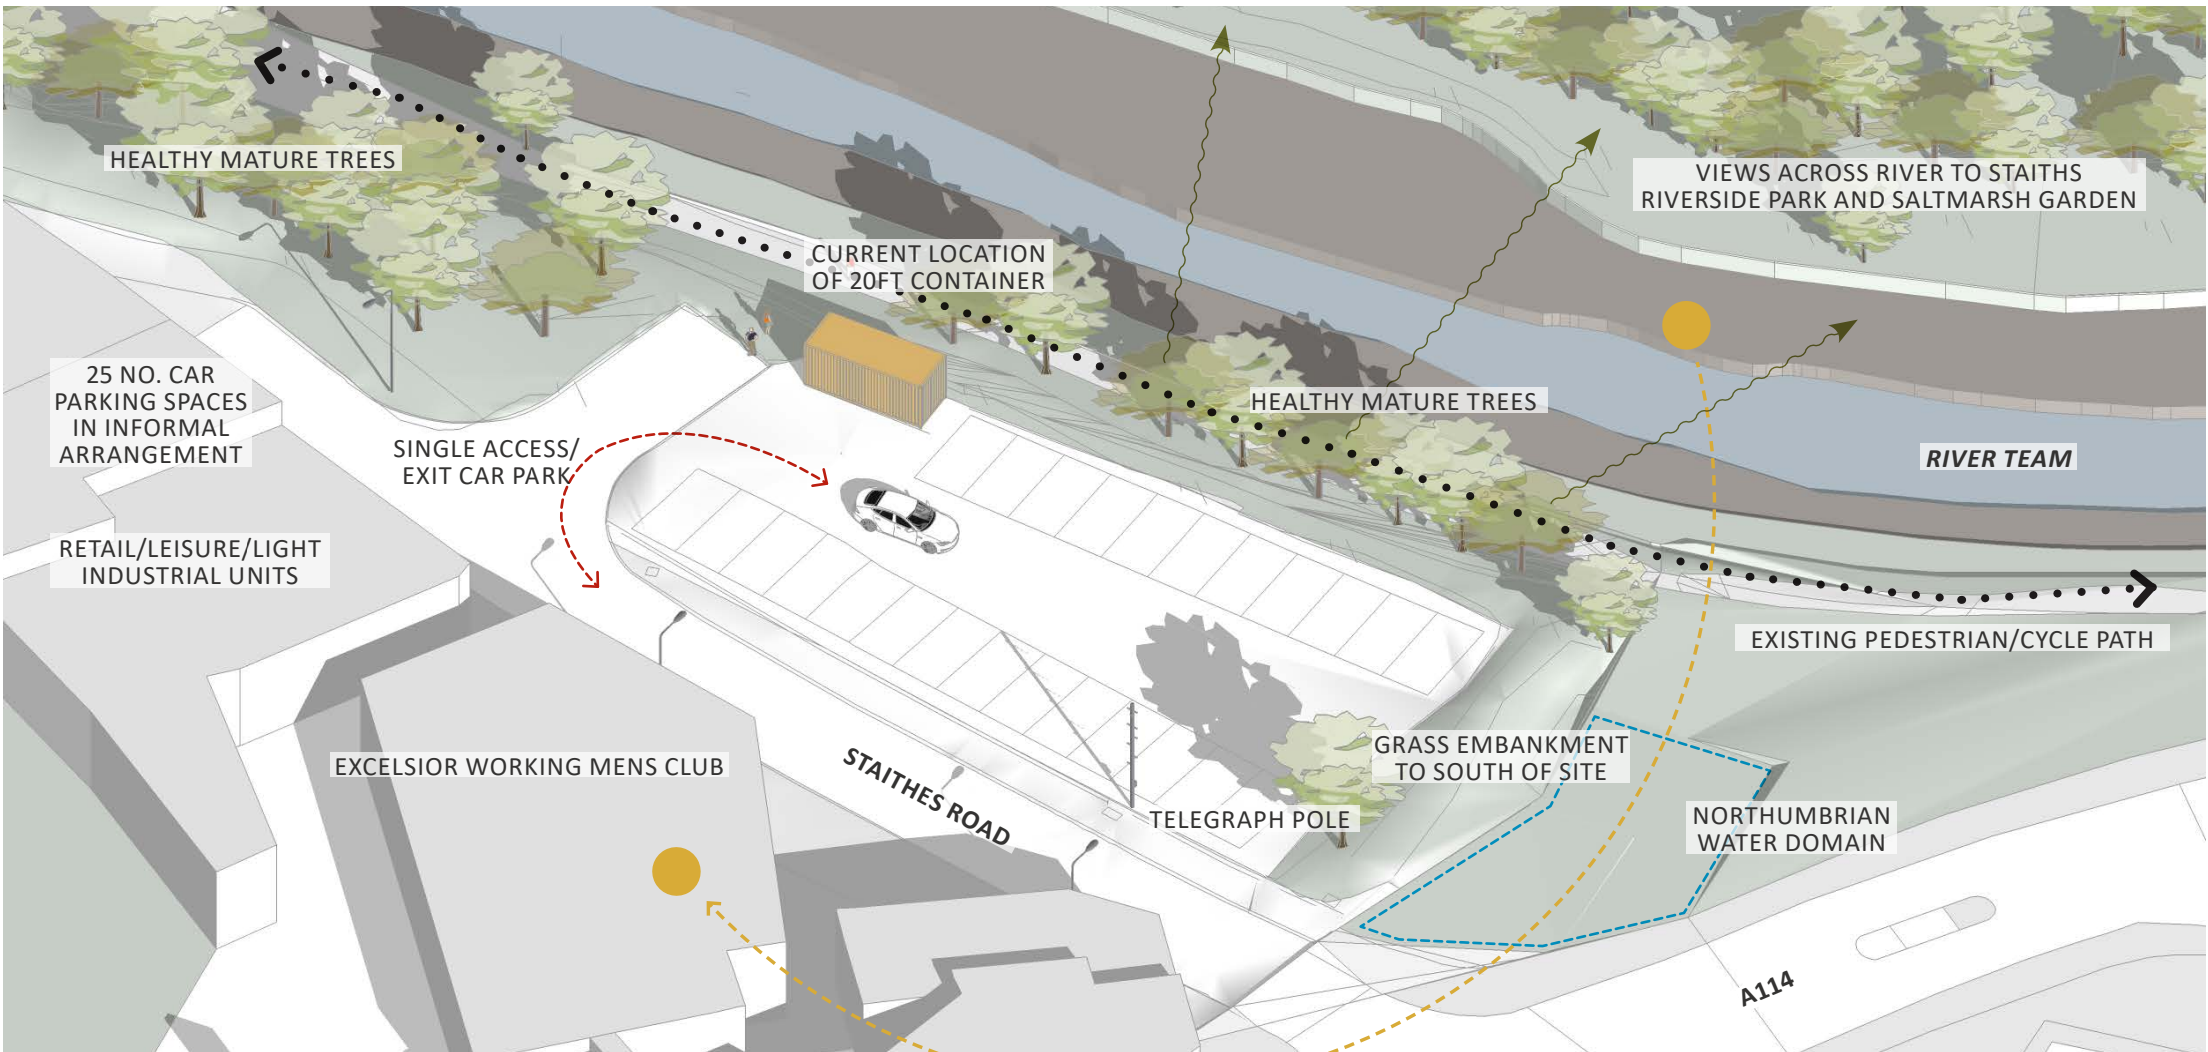 HEALTHY MATURE TREES
VIEWS ACROSS RIVER TO STAITHS
RIVERSIDE PARK AND SALTMARSH GARDEN
CURRENT LOCATION
OF 20FT CONTAINER
25 NO. CAR
PARKING SPACES
IN INFORMAL
ARRANGEMENT
HEALTHY MATURE TREES
SINGLE ACCESS/
EXIT CAR PARK
RIVER TEAM
RETAIL/LEISURE/LIGHT
INDUSTRIAL UNITS
EXISTING PEDESTRIAN/CYCLE PATH
EXCELSIOR WORKING MENS CLUB
STAITHES ROAD
GRASS EMBANKMENT
TO SOUTH OF SITE
TELEGRAPH POLE
NORTHUMBRIAN
WATER DOMAIN
A114